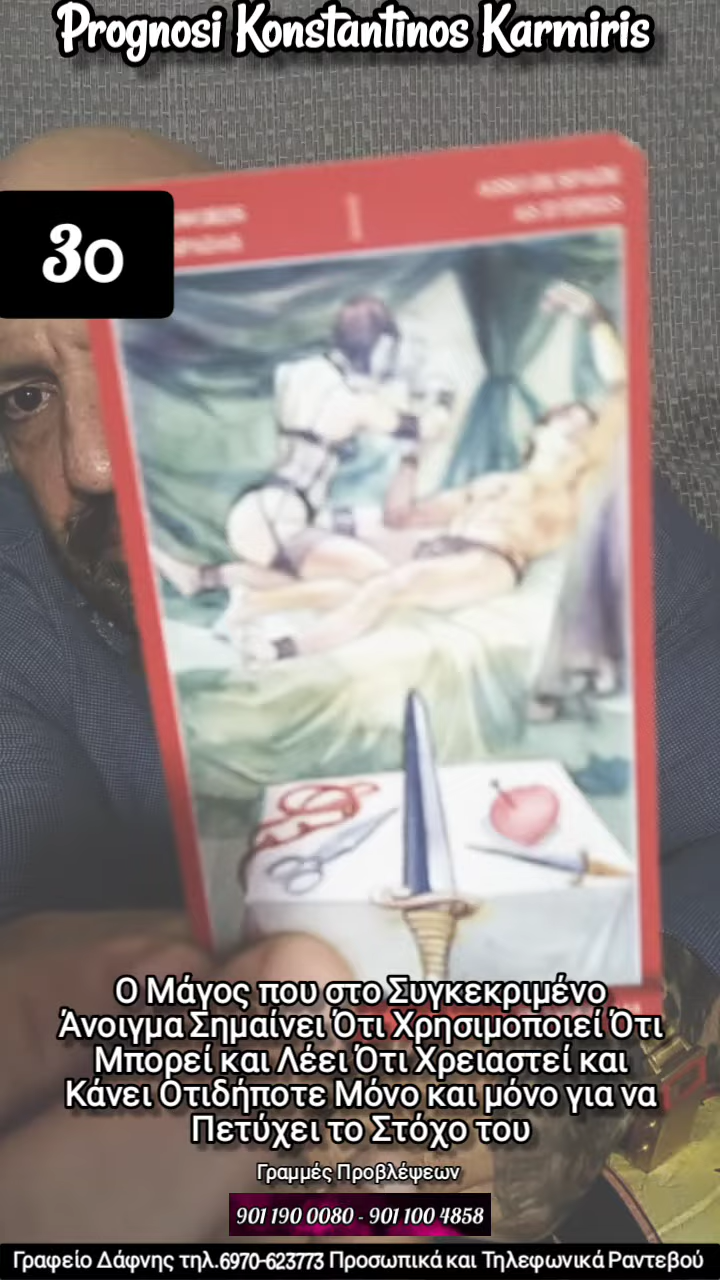 Prognosi Konstantinos Karmiris
3ο
Ο Μάγος που στο Συγκεκριμένο
Άνοιγμα Σημαίνει Ότι Χρησιμοποιεί Ότι
Μπορεί και Λέει Ότι Χρειαστεί και
Κάνει Οτιδήποτε Μόνο και μόνο για να
Πετύχει το Στόχο του
Γραμμές Προβλέψεων
901 190 0080 - 901 100 4858
Γραφείο Δάφνης τηλ.6970-623773 Προσωπικά και Τηλεφωνικά Ραντεβού